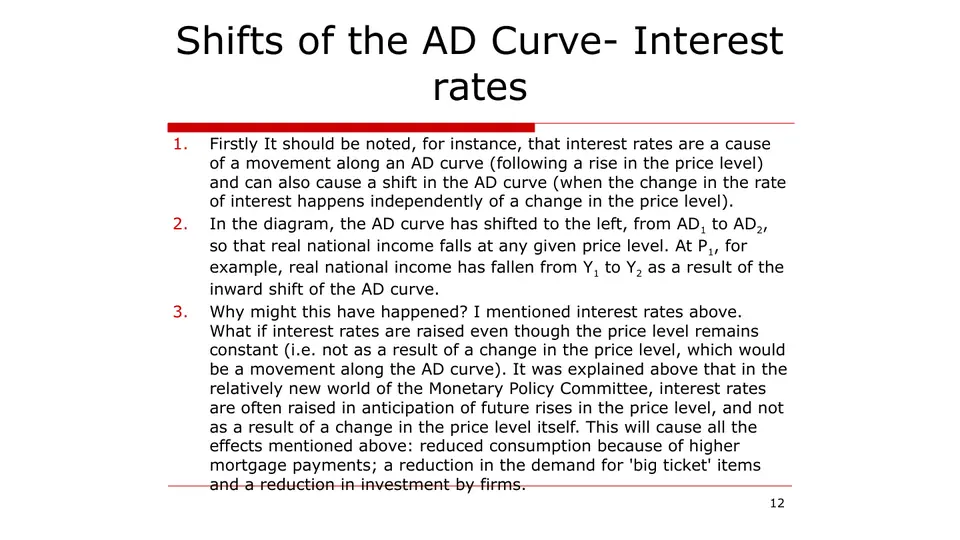 Shifts of the AD Curve- Interest
rates
1. Firstly It should be noted, for instance, that interest rates are a cause
of a movement along an AD curve (following a rise in the price level)
and can also cause a shift in the AD curve (when the change in the rate
of interest happens independently of a change in the price level).
2. In the diagram, the AD curve has shifted to the left, from AD₁ to AD₂,
so that real national income falls at any given price level. At P₁, for
example, real national income has fallen from Y₁ to Y₂ as a result of the
inward shift of the AD curve.
3. Why might this have happened? I mentioned interest rates above.
What if interest rates are raised even though the price level remains
constant (i.e. not as a result of a change in the price level, which would
be a movement along the AD curve). It was explained above that in the
relatively new world of the Monetary Policy Committee, interest rates
are often raised in anticipation of future rises in the price level, and not
as a result of a change in the price level itself. This will cause all the
effects mentioned above: reduced consumption because of higher
mortgage payments; a reduction in the demand for 'big ticket' items
and a reduction in investment by firms.
12